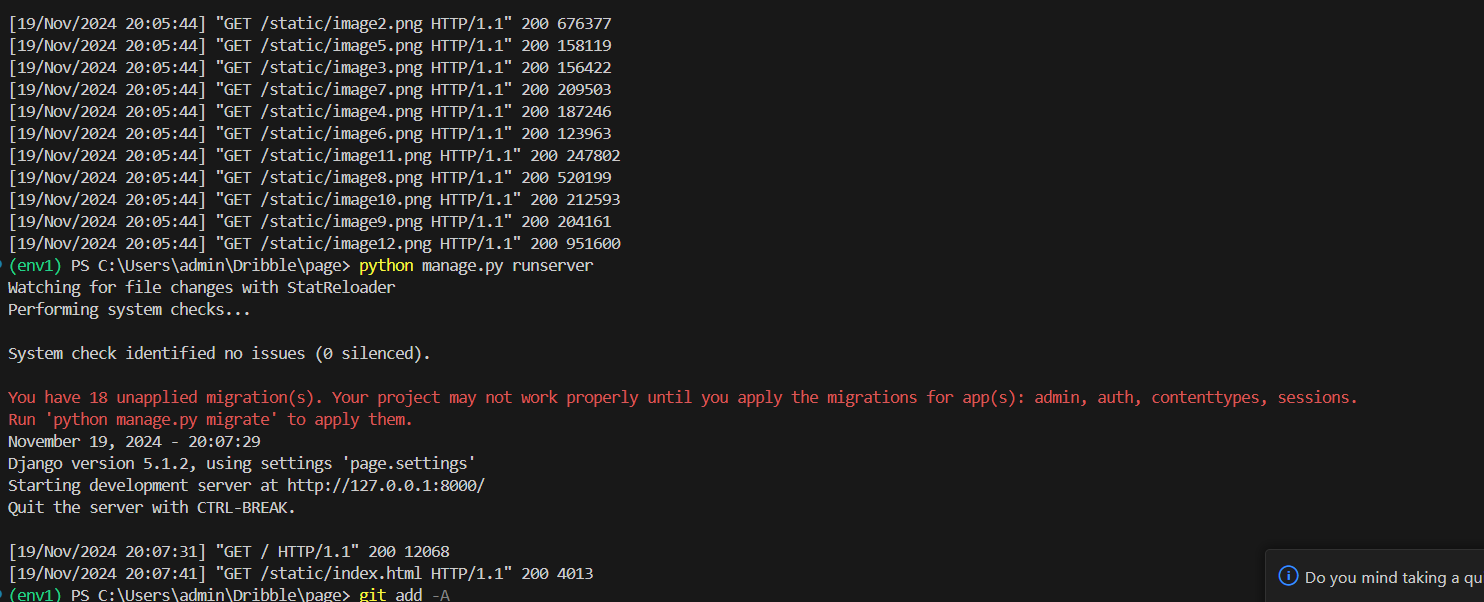 [19/Nov/2024 20:05:44] "GET /static/image2.png HTTP/1.1" 200 676377
[19/Nov/2024 20:05:44] "GET /static/image5.png HTTP/1.1" 200 158119
[19/Nov/2024 20:05:44] "GET /static/image3.png HTTP/1.1" 200 156422
[19/Nov/2024 20:05:44] "GET /static/image7.png HTTP/1.1" 200 209503
[19/Nov/2024 20:05:44] "GET /static/image4.png HTTP/1.1" 200 187246
[19/Nov/2024 20:05:44] "GET /static/image6.png HTTP/1.1" 200 123963
[19/Nov/2024 20:05:44] "GET /static/image11.png HTTP/1.1" 200 247802
[19/Nov/2024 20:05:44] "GET /static/image8.png HTTP/1.1" 200 520199
[19/Nov/2024 20:05:44] "GET /static/image10.png HTTP/1.1" 200 212593
[19/Nov/2024 20:05:44] "GET /static/image9.png HTTP/1.1" 200 204161
[19/Nov/2024 20:05:44] "GET /static/image12.png HTTP/1.1" 200 951600
(env1) PS C:\Users\admin\Dribble\page> python manage.py runserver
Watching for file changes with StatReloader
Performing system checks...
System check identified no issues (0 silenced).
You have 18 unapplied migration(s). Your project may not work properly until you apply the migrations for app(s): admin, auth, contenttypes, sessions.
Run 'python manage.py migrate' to apply them.
November 19, 2024 - 20:07:29
Django version 5.1.2, using settings 'page.settings'
Starting development server at http://127.0.0.1:8000/
Quit the server with CTRL-BREAK.
[19/Nov/2024 20:07:31] "GET / HTTP/1.1" 200 12068
[19/Nov/2024 20:07:41] "GET /static/index.html HTTP/1.1" 200 4013
(env1) PS C:\Users\admin\Dribble\page> git add -A
Do you mind taking a qu